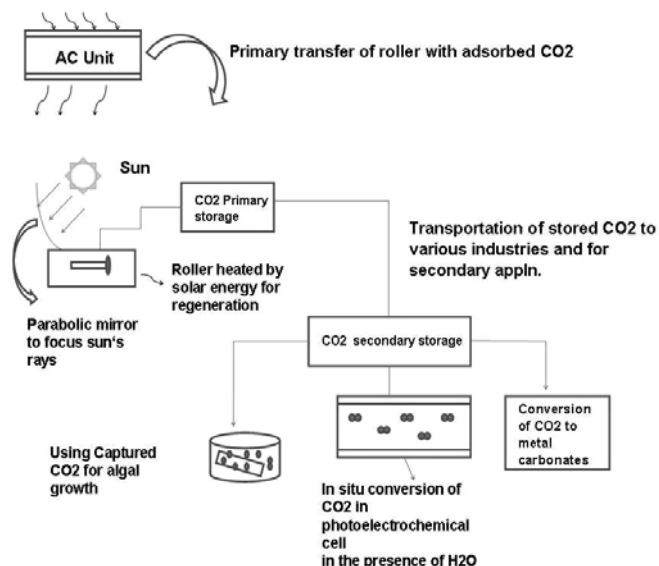 AC Unit
Primary transfer of roller with adsorbed CO2
Sun
CO2 Primary
storage
Transportation of stored CO2 to
various industries and for
secondary appln.
Roller heated by
solar energy for
regeneration
Parabolic mirror
to focus sun's
rays
CO2 secondary storage
Conversion
of CO2 to
metal
carbonates
Using Captured
CO2 for algal
growth
In situ conversion of
CO2 in
photoelectrochemical
cell
in the presence of H2O